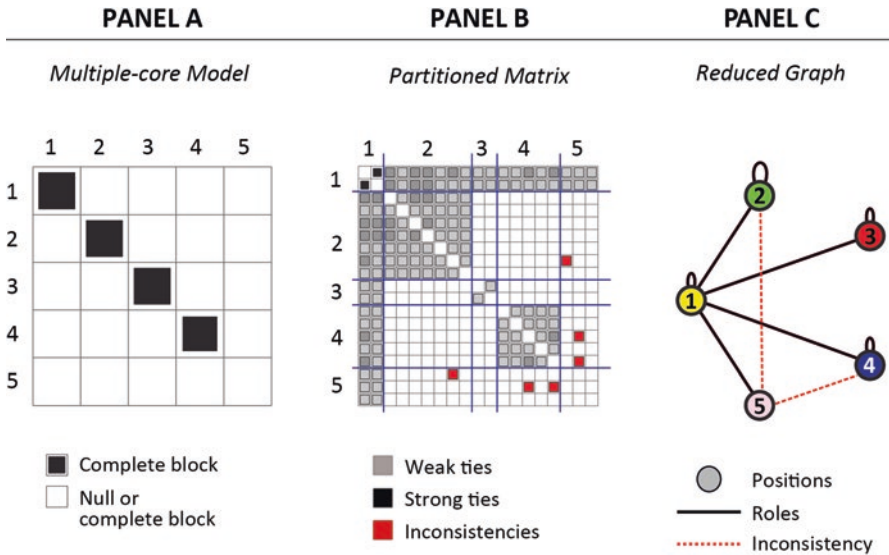 PANEL A
PANEL B
PANEL C
Multiple-core Model
Partitioned Matrix
Reduced Graph
1 2 3 4 5
1
2
3
4
5
Complete block
Null or
complete block
1 2 3 4 5
1
2
3
4
5
Weak ties
Strong ties
Inconsistencies
2
3
1
4
5
Positions
Roles
Inconsistency